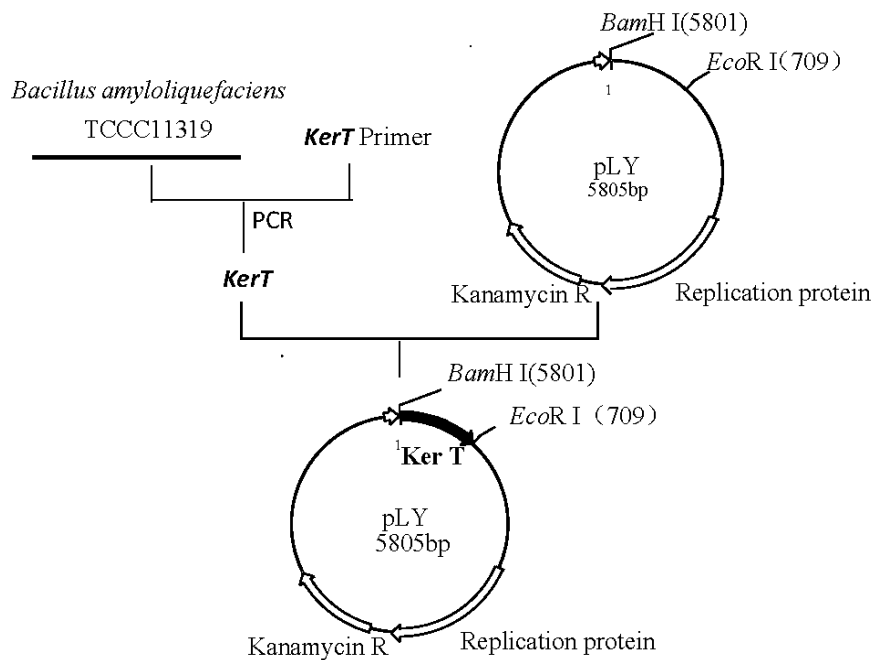 BamH I(5801)
EcoR I(709)
Bacillus amyloliquefaciens
TCCC11319
KerT Primer
1
pLY
5805bp
PCR
KerT
Kanamycin R
Replication protein
BamH I(5801)
EcoR I（709）
1
Ker T
pLY
5805bp
Kanamycin R
Replication protein